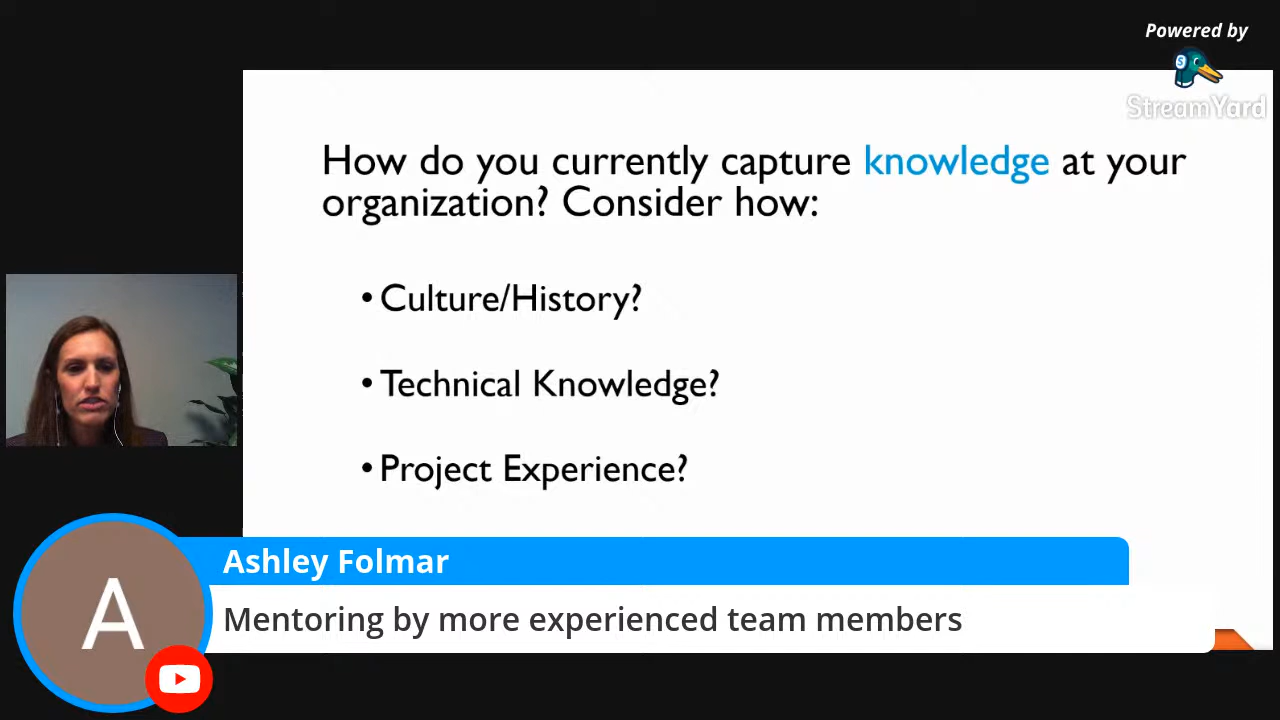 Powered by
StreamYard
How do you currently capture knowledge at your
organization? Consider how:
• Culture/History?
• Technical Knowledge?
• Project Experience?
A
Ashley Folmar
Mentoring by more experienced team members